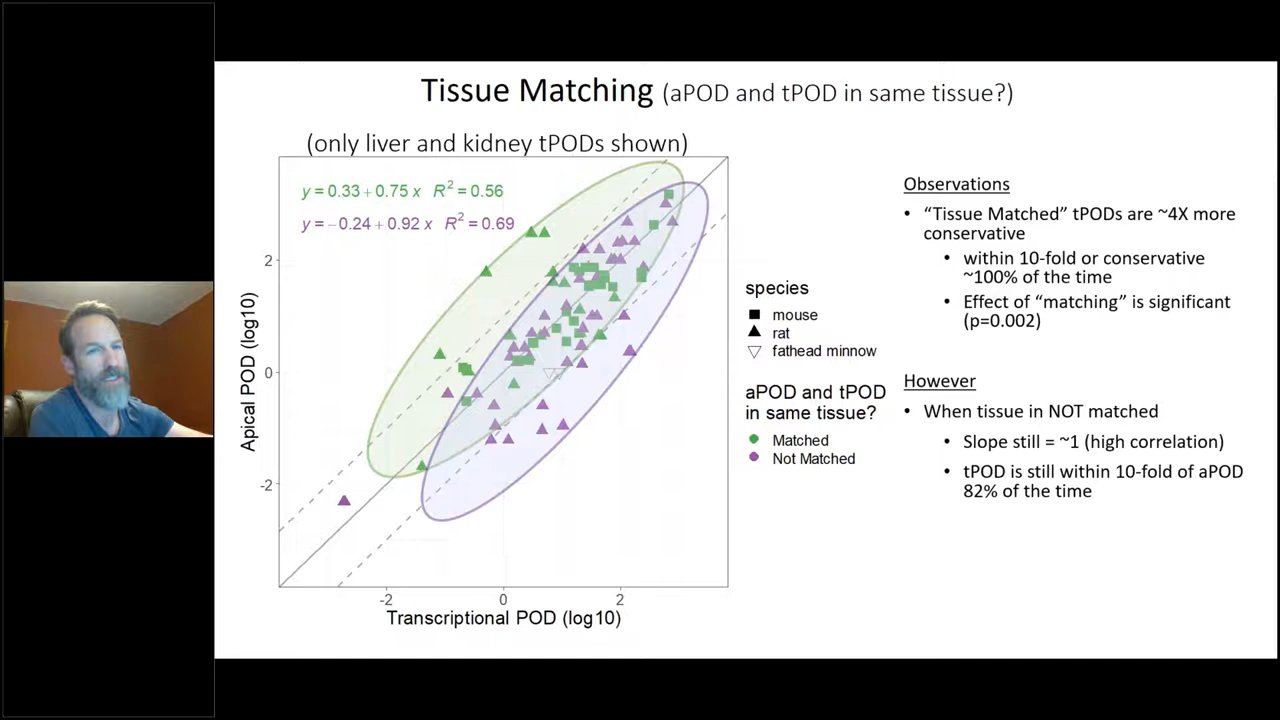 Tissue Matching (aPOD and tPOD in same tissue?)
(only liver and kidney tPODs shown)
y = 0.33 + 0.75 x R² = 0.56
y = −0.24 + 0.92 x R² = 0.69
2
0
-2
Apical POD (log10)
-2 0 2
Transcriptional POD (log10)
species
mouse
rat
fathead minnow
aPOD and tPOD
in same tissue?
Matched
Not Matched
Observations
• “Tissue Matched” tPODs are ~4X more
conservative
• within 10-fold or conservative
~100% of the time
• Effect of “matching” is significant
(p=0.002)
However
• When tissue in NOT matched
• Slope still = ~1 (high correlation)
• tPOD is still within 10-fold of aPOD
82% of the time